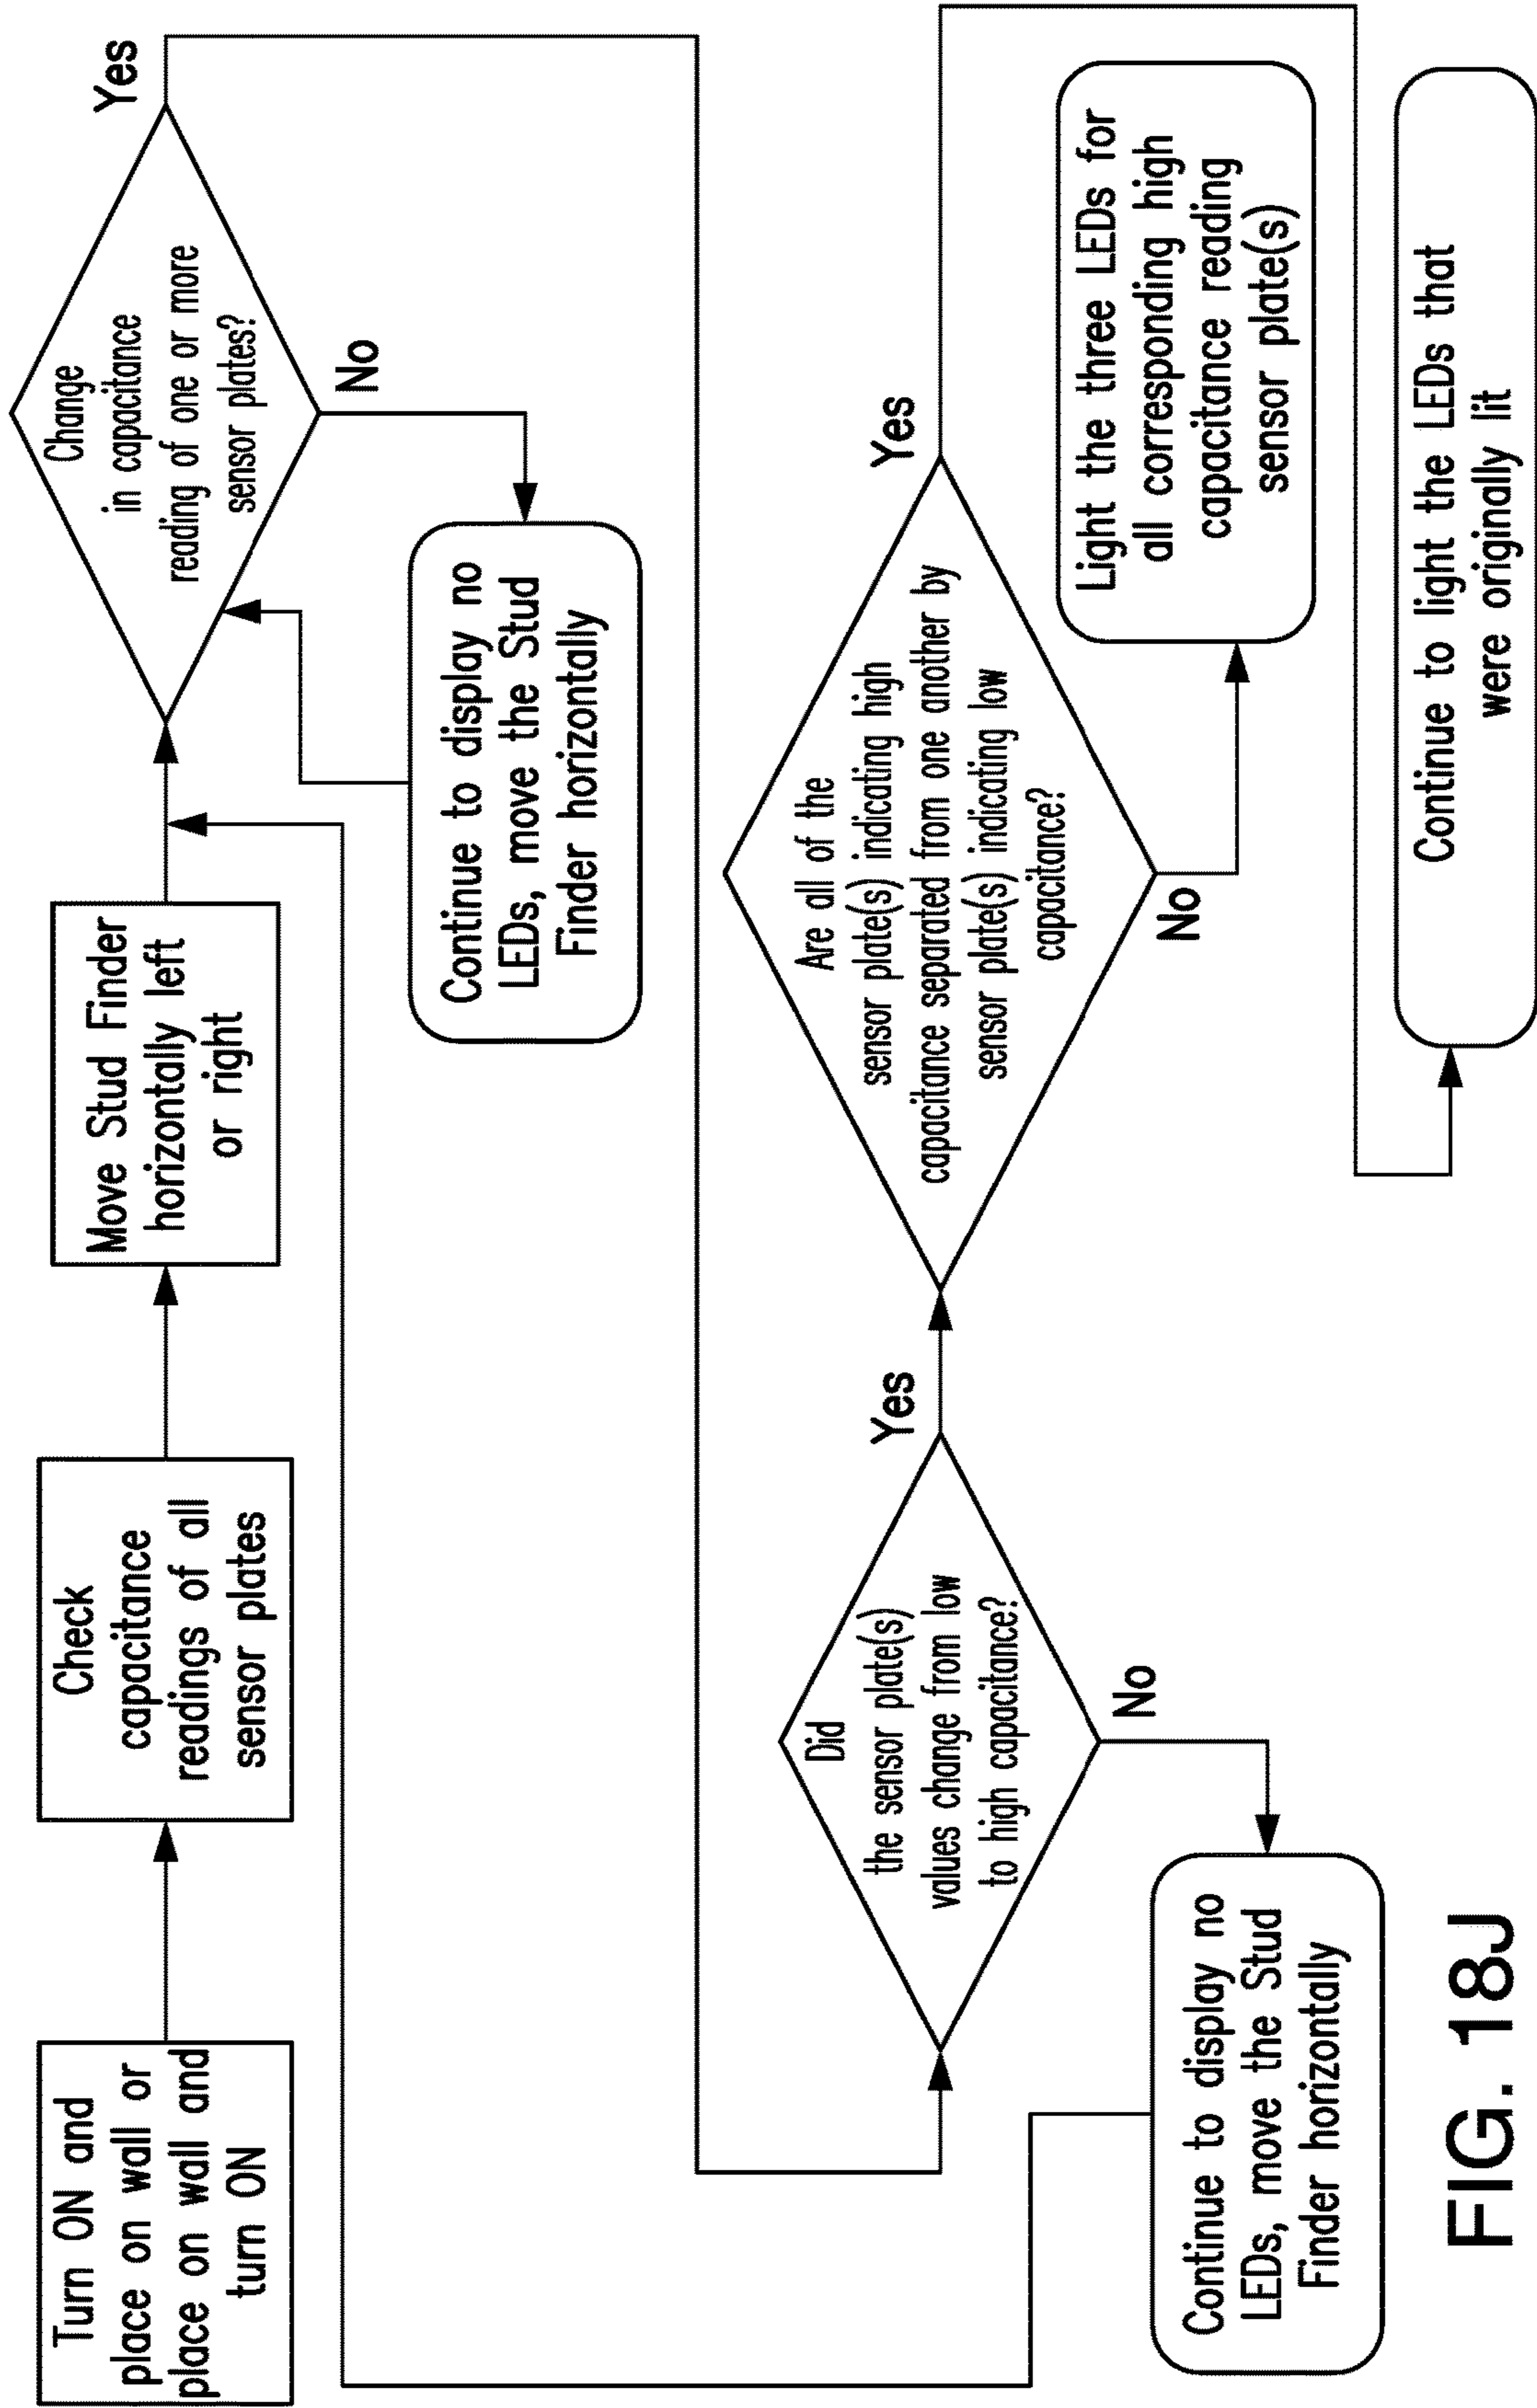 Turn ON and
place on wall or
place on wall and
turn ON
Check
capacitance
readings of all
sensor plates
Move Stud Finder
horizontally left
or right
Change
in capacitance
reading of one or more
sensor plates?
Yes
No
Continue to display no
LEDs, move the Stud
Finder horizontally
Did
the sensor plate(s)
values change from low
to high capacitance?
Yes
No
Continue to display no
LEDs, move the Stud
Finder horizontally
Are all of the
sensor plate(s) indicating high
capacitance separated from one another by
sensor plate(s) indicating low
capacitance?
Yes
No
Light the three LEDs for
all corresponding high
capacitance reading
sensor plate(s)
Continue to light the LEDs that
were originally lit
FIG. 18J